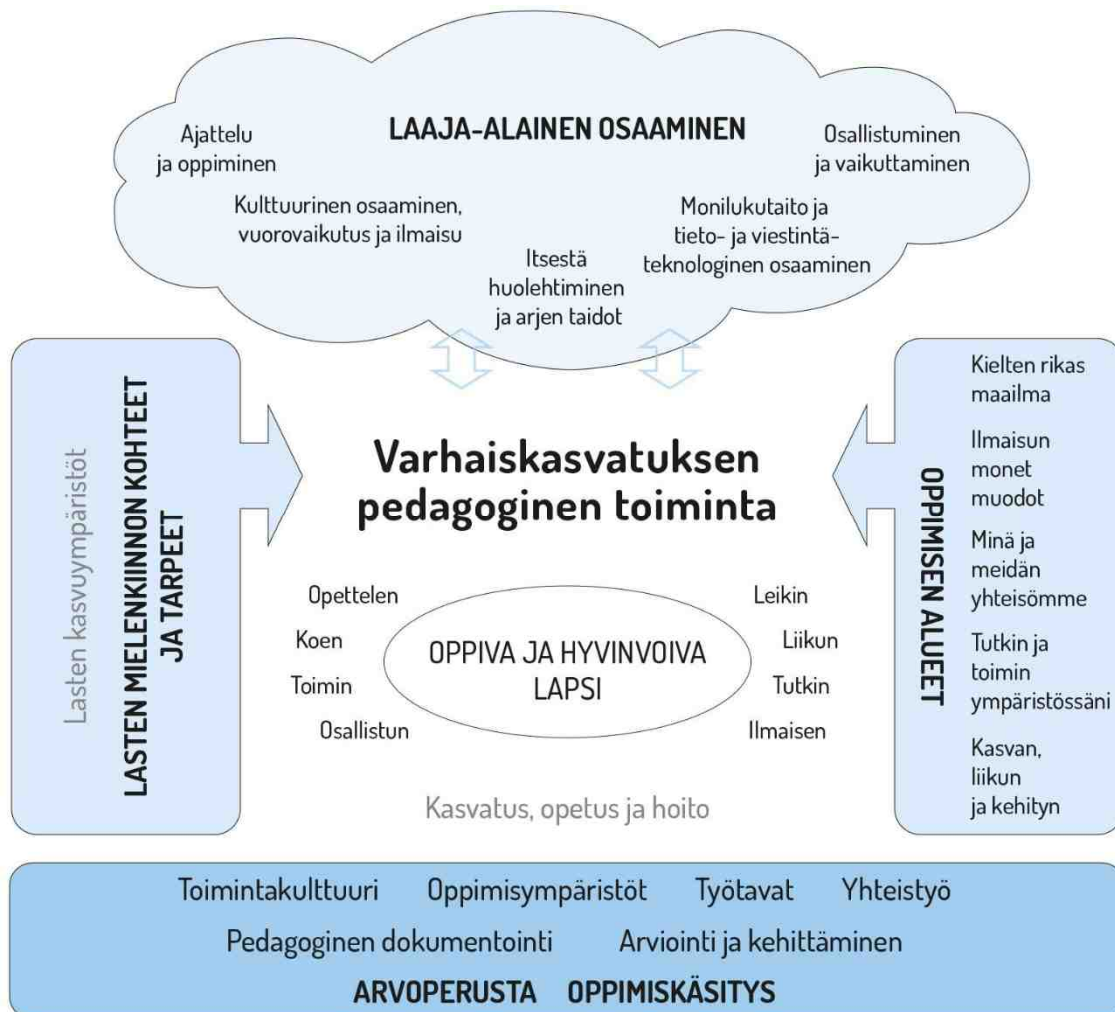 LAAJA-ALAINEN OSAAMINEN
Ajattelu
ja oppiminen
Osallistuminen
ja vaikuttaminen
Kulttuurinen osaaminen,
vuorovaikutus ja ilmaisu
Monilukutaito ja
tieto- ja viestintä-
teknologinen osaaminen
Itsestä
huolehtiminen
ja arjen taidot
Lasten kasvuympäristöt
LASTEN MIELENKIINNON KOHTEET
JA TARPEET
Varhaiskasvatuksen
pedagoginen toiminta
Opettelen
Koen
Toimin
Osallistun
OPPIVA JA HYVINVOIVA
LAPSI
Leikin
Liikun
Tutkin
Ilmaisen
Kasvatus, opetus ja hoito
OPPIMISEN ALUEET
Kielten rikas
maailma
Ilmaisun
monet
muodot
Minä ja
meidän
yhteisömme
Tutkin ja
toimin
ympäristössäni
Kasvan,
liikun
ja kehityn
Toimintakulttuuri Oppimisympäristöt Työtavat Yhteistyö
Pedagoginen dokumentointi Arviointi ja kehittäminen
ARVOPERUSTA OPPIMISKÄSITYS